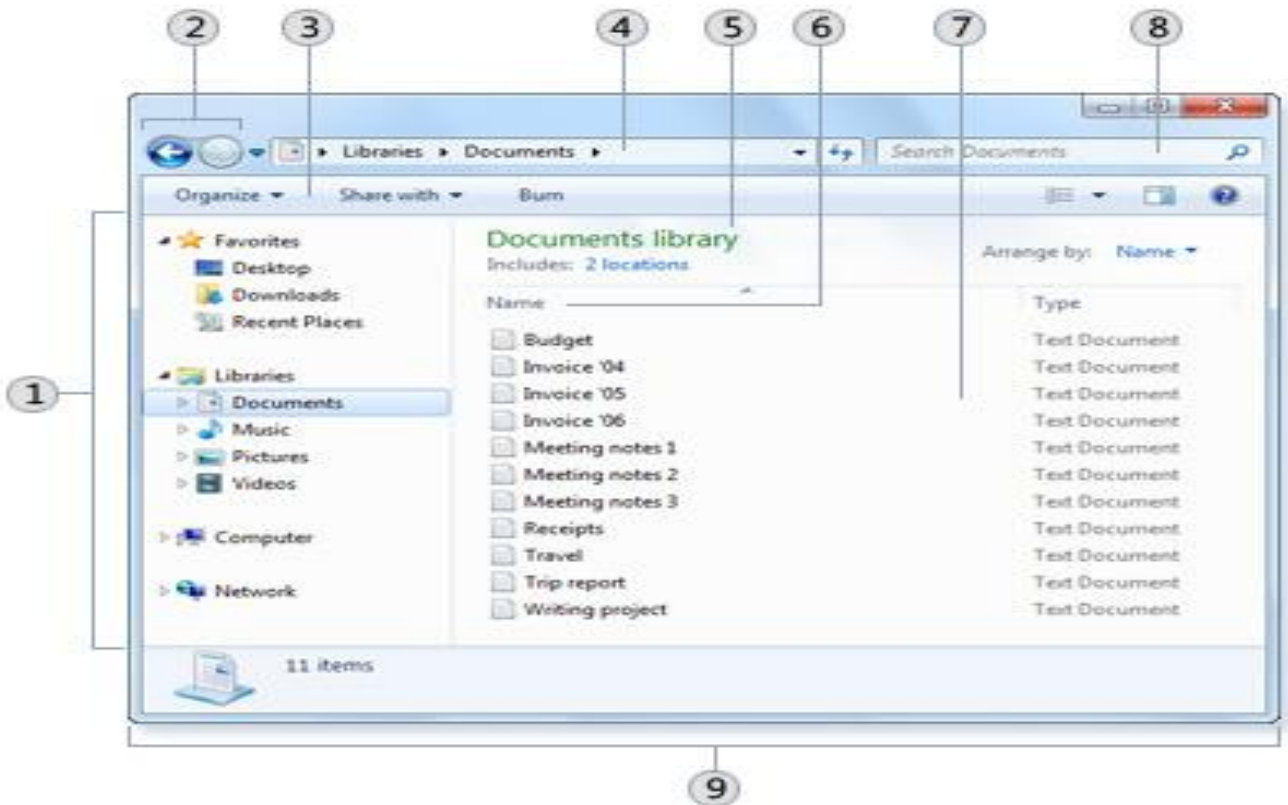 2 3 4 5 6 7 8
Libraries Documents Search Documents
Organize Share with Burn
Favorites
Desktop
Downloads
Recent Places
Libraries
Documents
Music
Pictures
Videos
Computer
Network
Documents library
Includes: 2 locations
Arrange by: Name
Name Type
Budget Text Document
Invoice '04 Text Document
Invoice '05 Text Document
Invoice '06 Text Document
Meeting notes 1 Text Document
Meeting notes 2 Text Document
Meeting notes 3 Text Document
Receipts Text Document
Travel Text Document
Trip report Text Document
Writing project Text Document
1
11 items
9